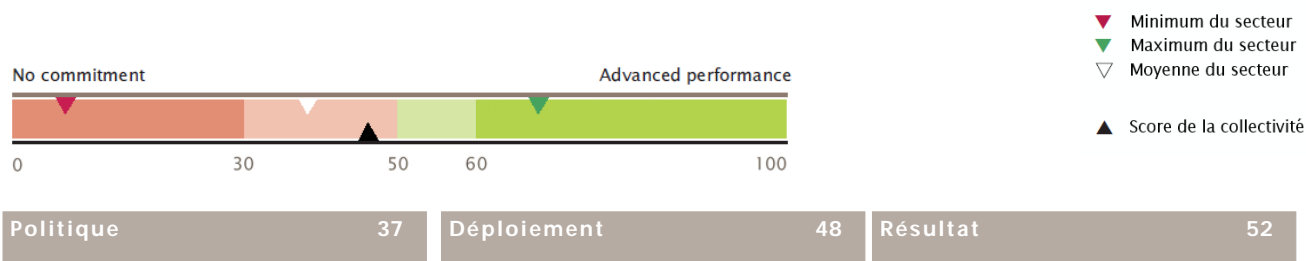 Minimum du secteur
Maximum du secteur
Moyenne du secteur
Score de la collectivité
No commitment Advanced performance
0 30 50 60 100
Politique 37 Déploiement 48 Résultat 52